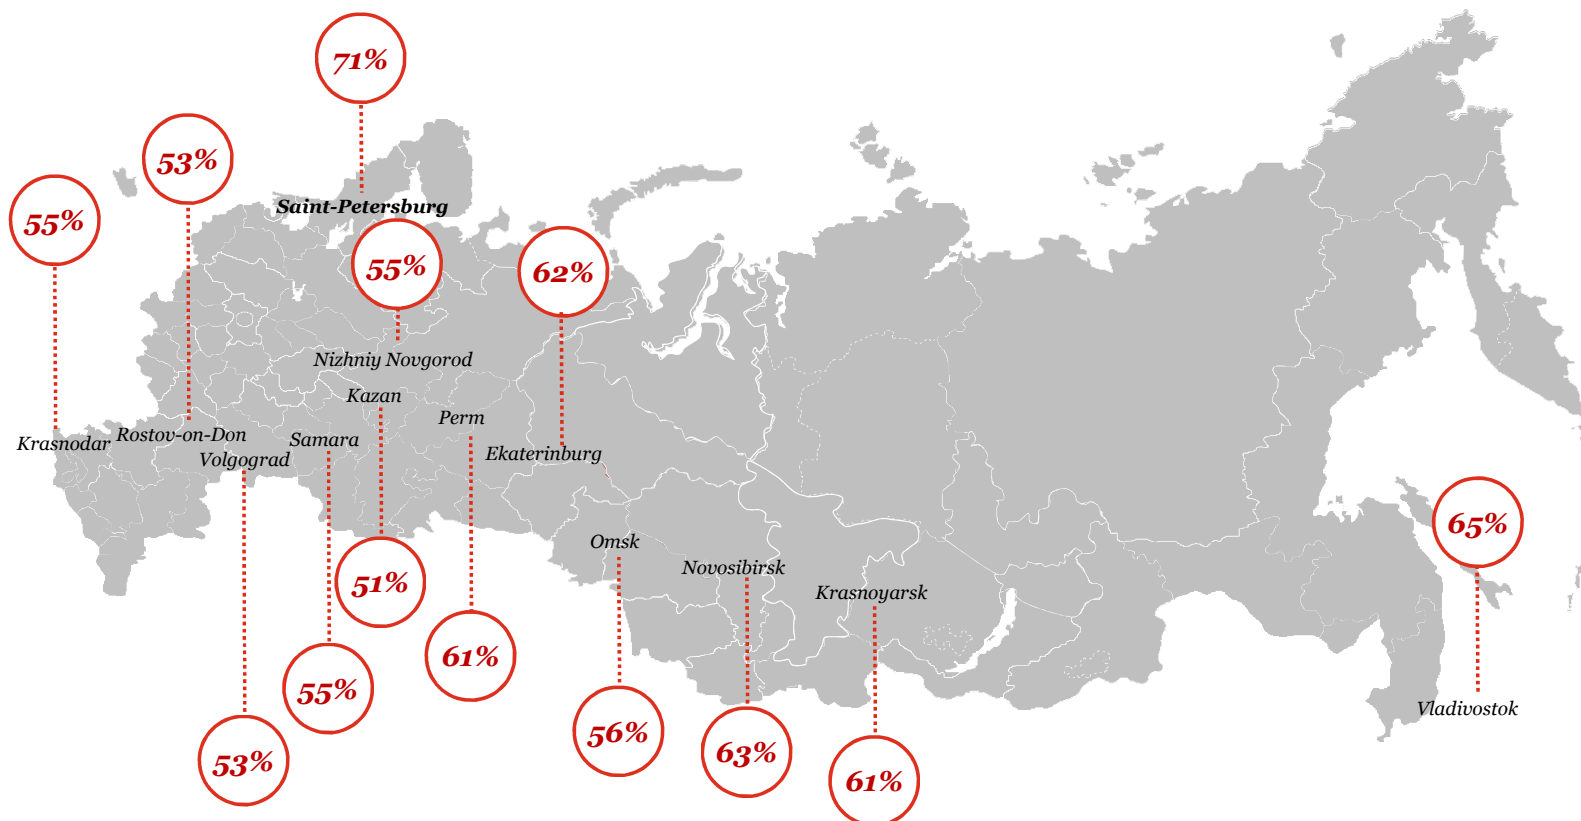 71%
53%
55%
Saint-Petersburg
55%
62%
Nizhniy Novgorod
Kazan
Perm
Krasnodar
Rostov-on-Don
Samara
Volgograd
Ekaterinburg
65%
Omsk
Novosibirsk
51%
Krasnoyarsk
61%
55%
Vladivostok
56%
63%
53%
61%